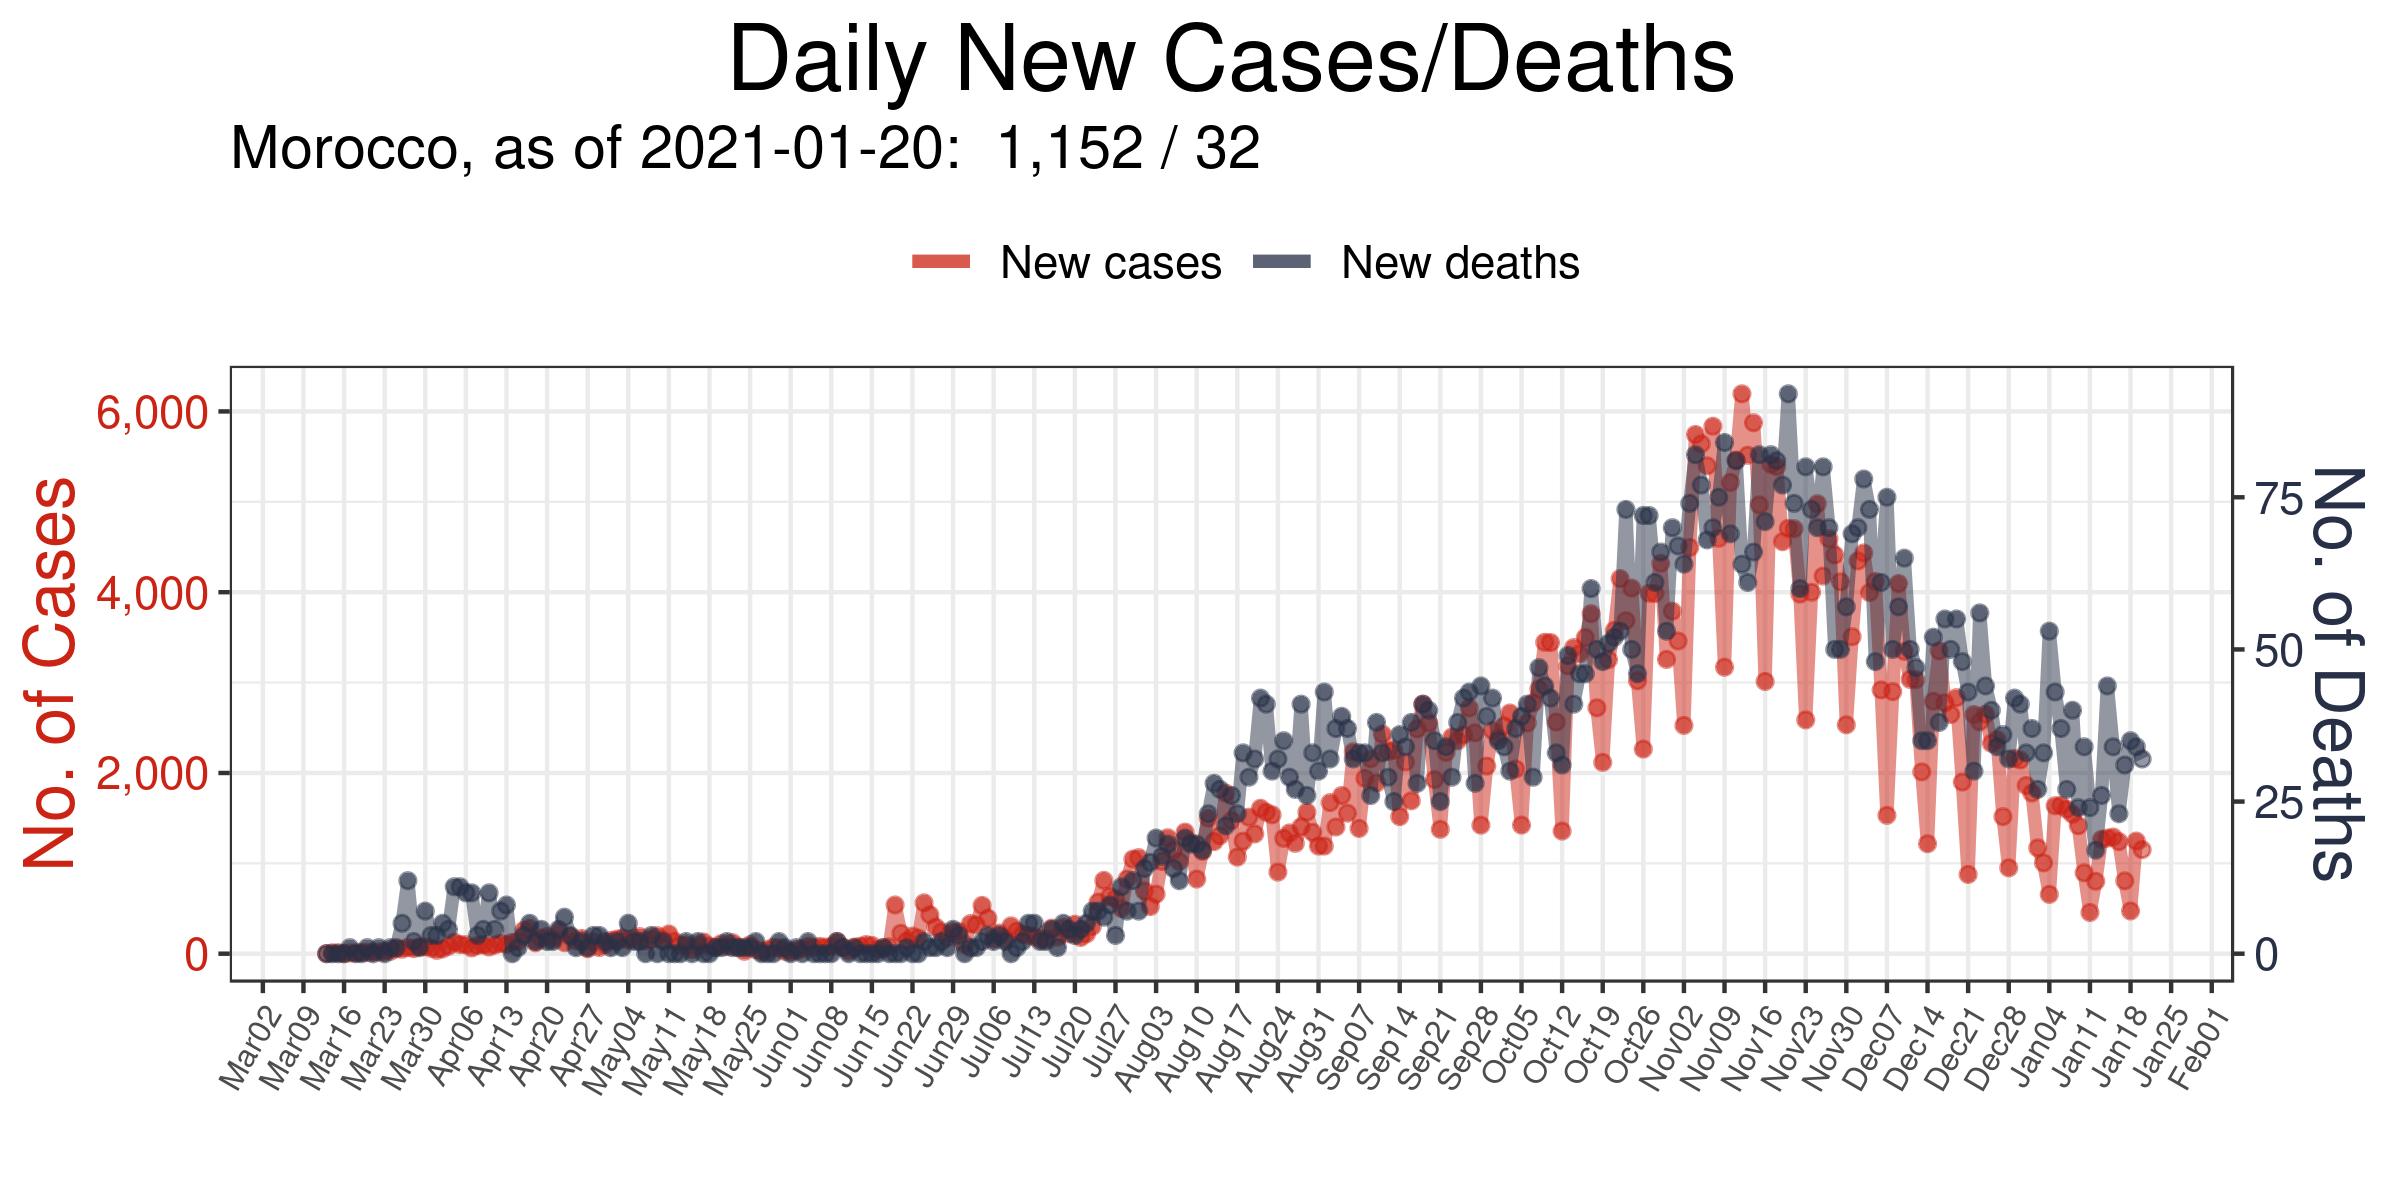 Daily New Cases/Deaths
Morocco, as of 2021-01-20: 1,152 / 32
New cases New deaths
No. of Cases
6,000
4,000
2,000
0
No. of Deaths
75
50
25
0
Mar02 Mar09 Mar16 Mar23 Mar30 Apr06 Apr13 Apr20 Apr27 May04 May11 May18 May25 Jun01 Jun08 Jun15 Jun22 Jun29 Jul06 Jul13 Jul20 Jul27 Aug03 Aug10 Aug17 Aug24 Aug31 Sep07 Sep14 Sep21 Sep28 Oct05 Oct12 Oct19 Oct26 Nov02 Nov09 Nov16 Nov23 Nov30 Dec07 Dec14 Dec21 Dec28 Jan04 Jan11 Jan18 Jan25 Feb01